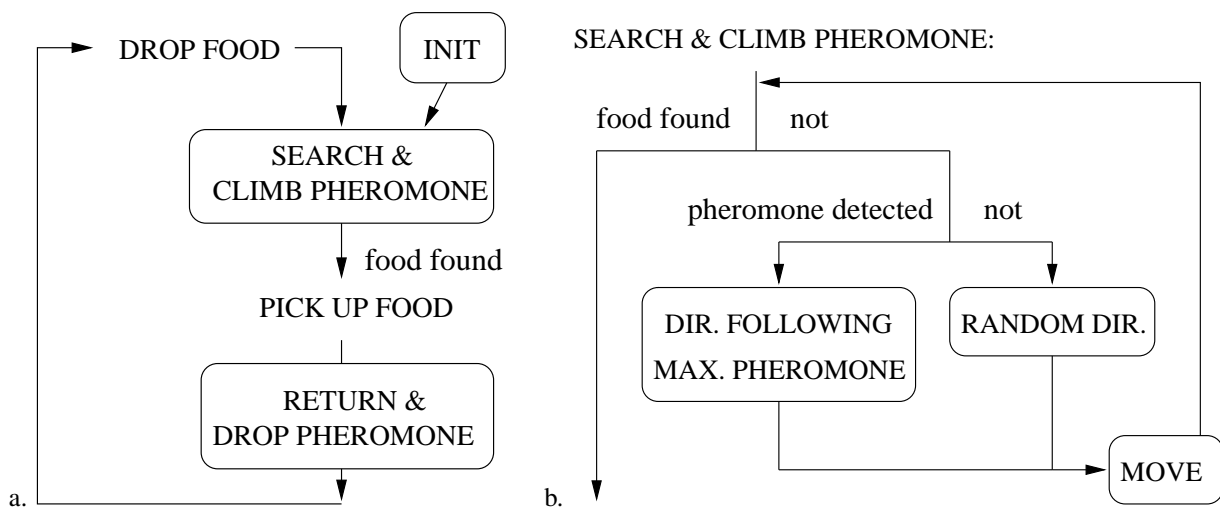 DROP FOOD
INIT
SEARCH &
CLIMB PHEROMONE
food found
PICK UP FOOD
RETURN &
DROP PHEROMONE
a.
SEARCH & CLIMB PHEROMONE:
food found not
pheromone detected not
DIR. FOLLOWING
MAX. PHEROMONE
RANDOM DIR.
MOVE
b.